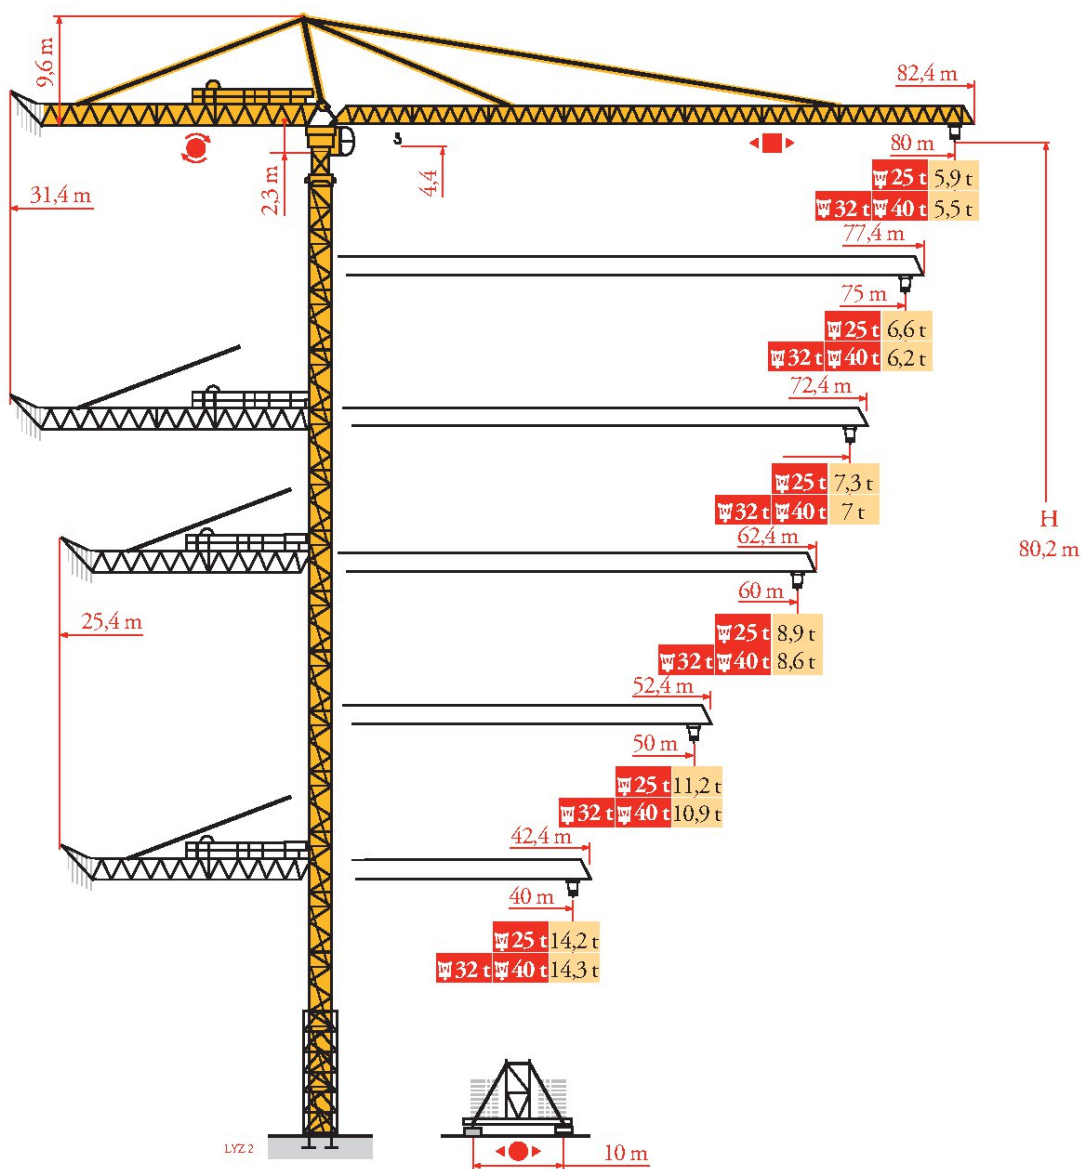 9,6 m
82,4 m
2,3 m
4,4
80 m
31,4 m
25 t 5,9 t
32 t 40 t 5,5 t
77,4 m
75 m
25 t 6,6 t
32 t 40 t 6,2 t
72,4 m
25 t 7,3 t
32 t 40 t 7 t
H
80,2 m
62,4 m
60 m
25,4 m
25 t 8,9 t
32 t 40 t 8,6 t
52,4 m
50 m
25 t 11,2 t
32 t 40 t 10,9 t
42,4 m
40 m
25 t 14,2 t
32 t 40 t 14,3 t
LYZ 2
10 m